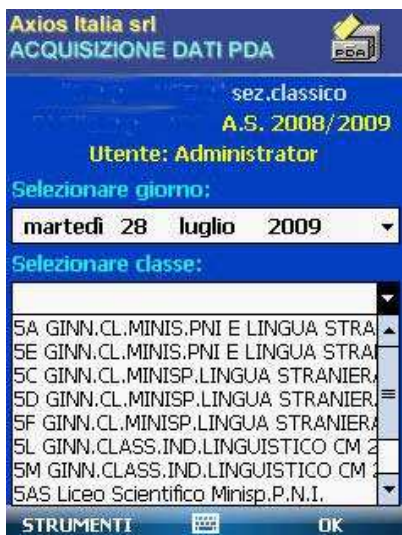 Axios Italia srl
ACQUISIZIONE DATI PDA
PDA
sez.classico
A.S. 2008/2009
Utente: Administrator
Selezionare giorno:
martedì 28 luglio 2009
Selezionare classe:
5A GINN.CL.MINIS.PNI E LINGUA STRA
5E GINN.CL.MINIS.PNI E LINGUA STRA
5C GINN.CL.MINISP.LINGUA STRANIERA
5D GINN.CL.MINISP.LINGUA STRANIER
5F GINN.CL.MINISP.LINGUA STRANIERA
5L GINN.CLASS.IND.LINGUISTICO CM 2
5M GINN.CLASS.IND.LINGUISTICO CM 2
5AS Liceo Scientifico Minisp.P.N.I.
STRUMENTI OK